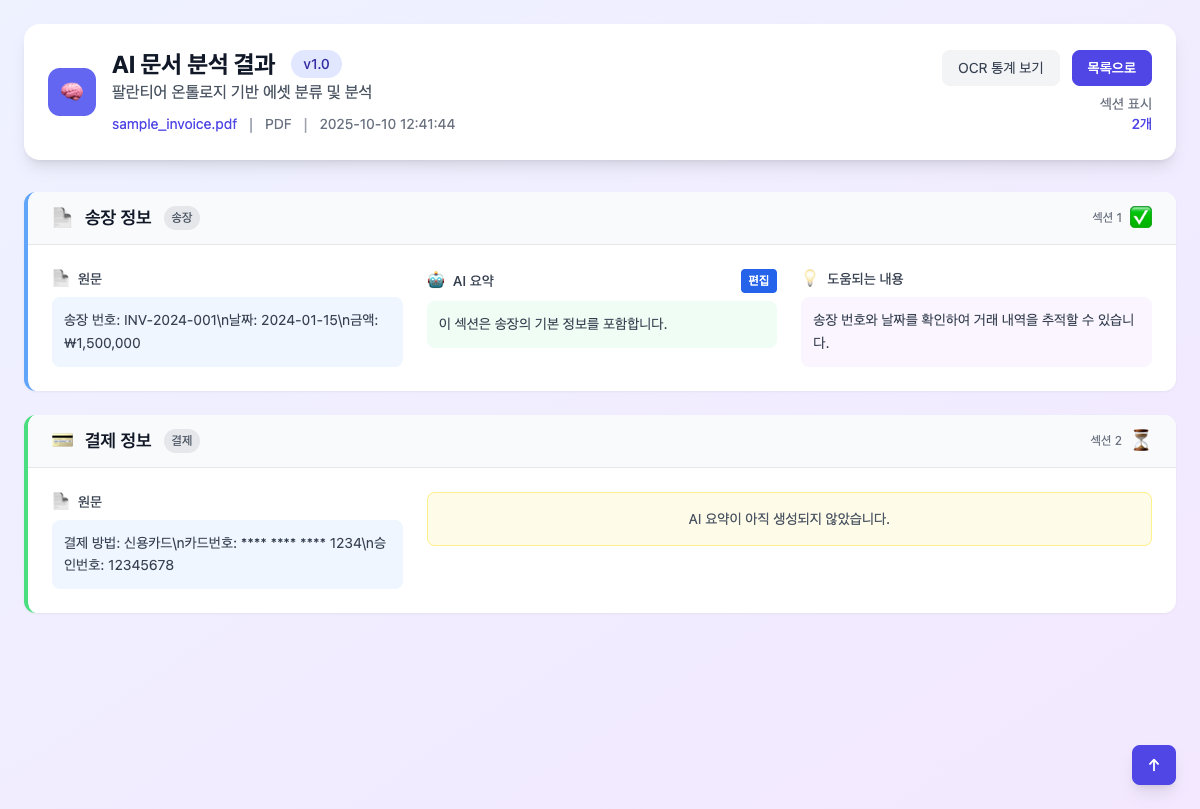 AI 문서 분석 결과 v1.0
팔란티어 온톨로지 기반 에셋 분류 및 분석
sample_invoice.pdf | PDF | 2025-10-10 12:41:44
OCR 통계 보기 목록으로
섹션 표시
2개
송장 정보 송장 섹션 1
원문
송장 번호: INV-2024-001\n날짜: 2024-01-15\n금액:
₩1,500,000
AI 요약 편집
이 섹션은 송장의 기본 정보를 포함합니다.
도움되는 내용
송장 번호와 날짜를 확인하여 거래 내역을 추적할 수 있습니
다.
결제 정보 결제 섹션 2
원문
결제 방법: 신용카드\n카드번호: **** **** **** 1234\n승
인번호: 12345678
AI 요약이 아직 생성되지 않았습니다.